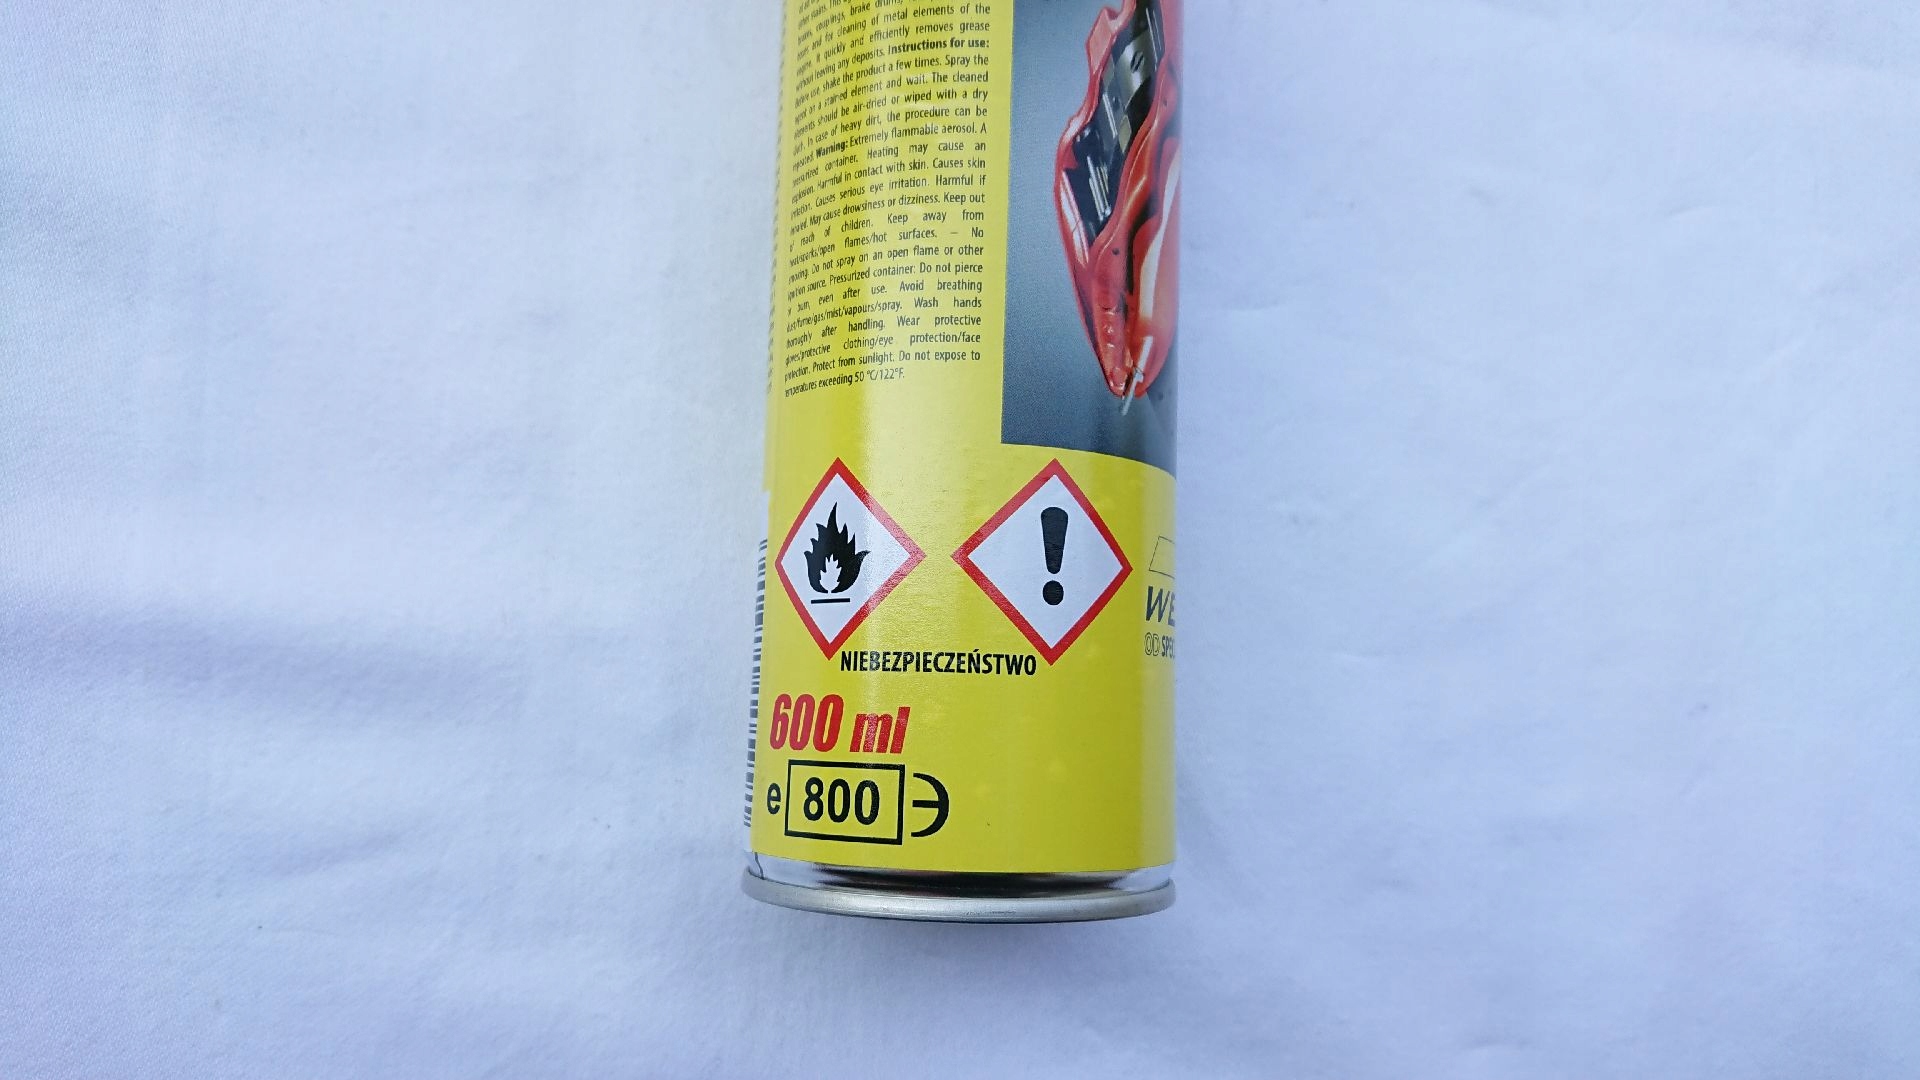 other stains. This
brakes, couplings, brake drums,
and for cleaning of metal elements of the
engine. It quickly and efficiently removes grease
without leaving any deposits. Instructions for use:
Before use, shake the product a few times. Spray the
agent on a stained element and wait. The cleaned
elements should be air-dried or wiped with a dry
cloth. In case of heavy dirt, the procedure can be
repeated. Warning: Extremely flammable aerosol. A
pressurized container. Heating may cause an
explosion. Harmful in contact with skin. Causes skin
irritation. Causes serious eye irritation. Harmful if
inhaled. May cause drowsiness or dizziness. Keep out
of reach of children. Keep away from
heat/sparks/open flames/hot surfaces. – No
smoking. Do not spray on an open flame or other
ignition source. Pressurized container: Do not pierce
or burn, even after use. Avoid breathing
dust/fume/gas/mist/vapours/spray. Wash hands
thoroughly after handling. Wear protective
gloves/protective clothing/eye protection/face
protection. Protect from sunlight. Do not expose to
temperatures exceeding 50 °C/122°F.
NIEBEZPIECZEŃSTWO
WE
OD SPEC
600 ml
e 800 Э